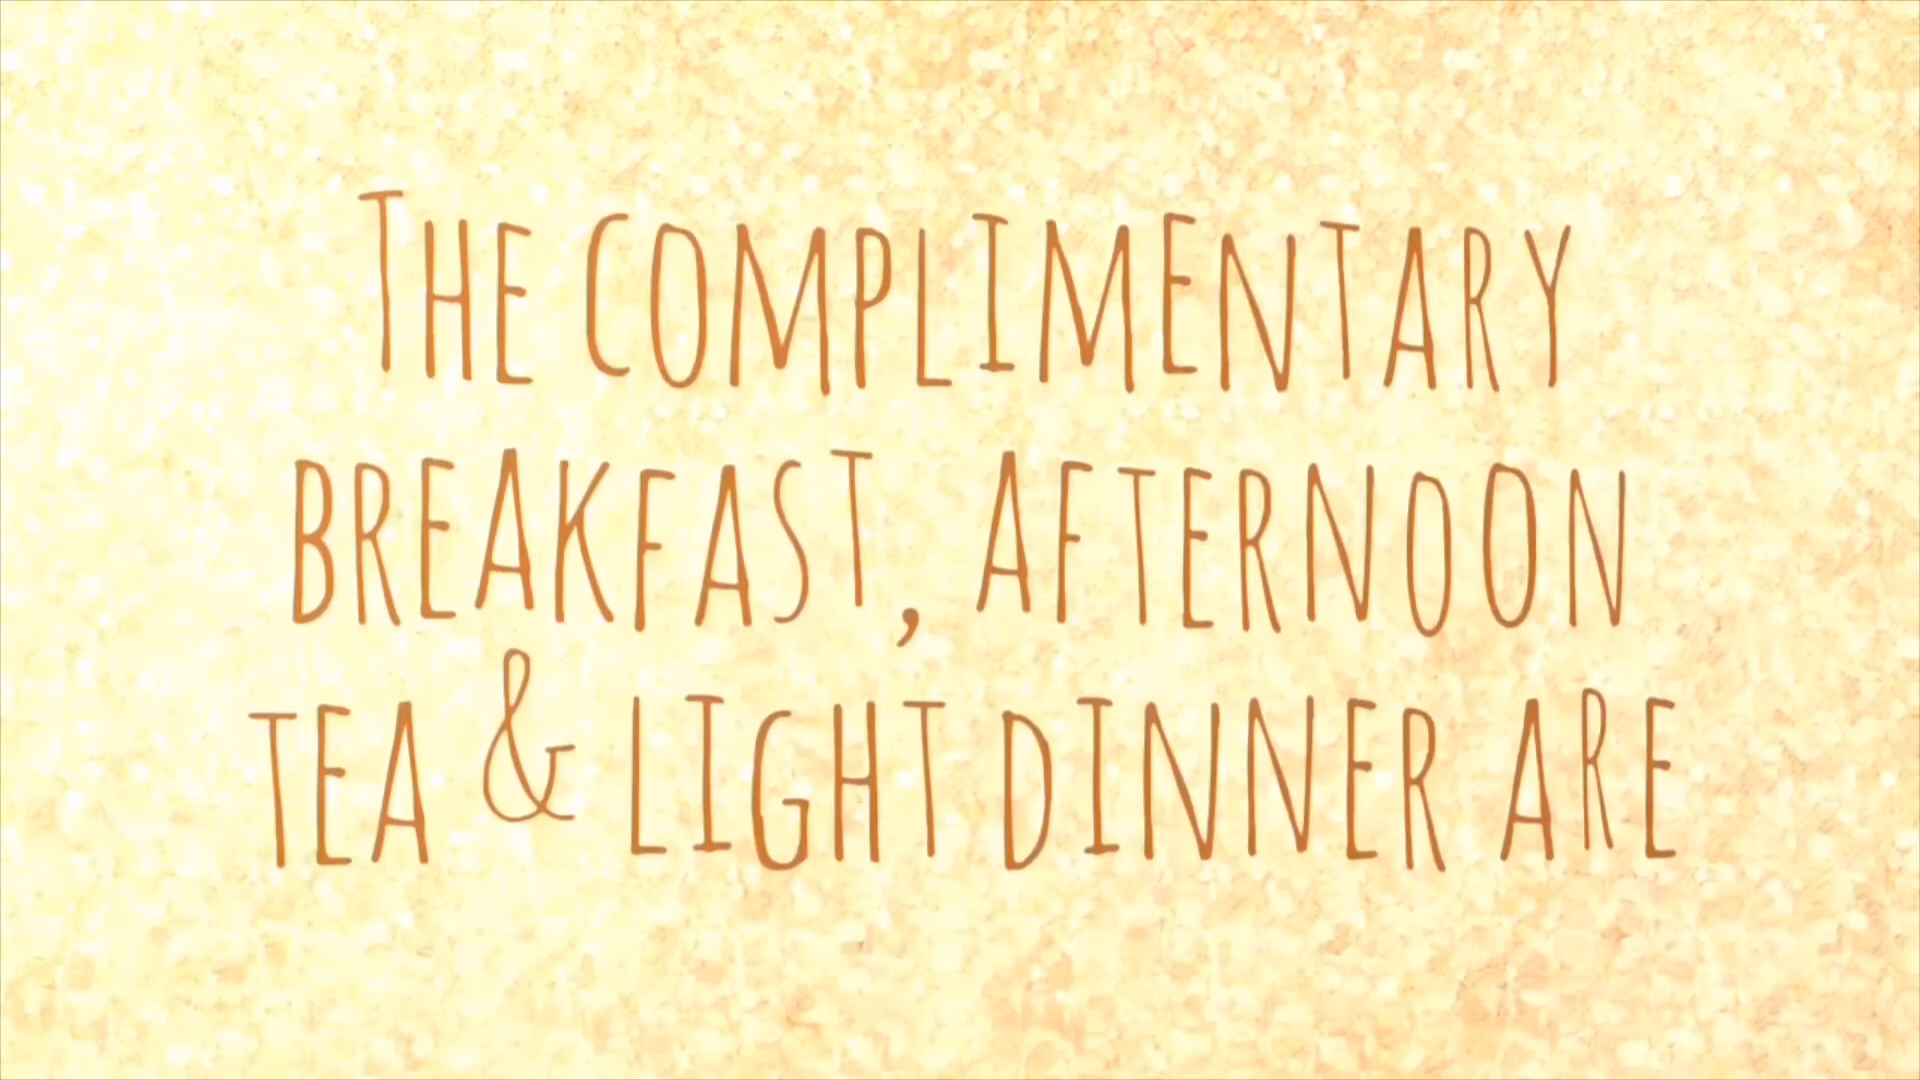 THE COMPLIMENTARY
BREAKFAST, AFTERNOON
TEA & LIGHT DINNER ARE